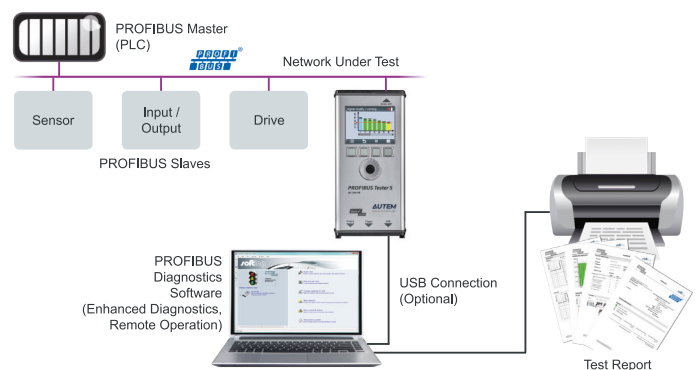 PROFIBUS Master
(PLC)
PROFI
BUS
®
Network Under Test
Sensor
Input /
Output
Drive
PROFIBUS Slaves
PROFIBUS Tester 5
AUTEM
PROFIBUS
Diagnostics
Software
(Enhanced Diagnostics,
Remote Operation)
soft
USB Connection
(Optional)
Test Report